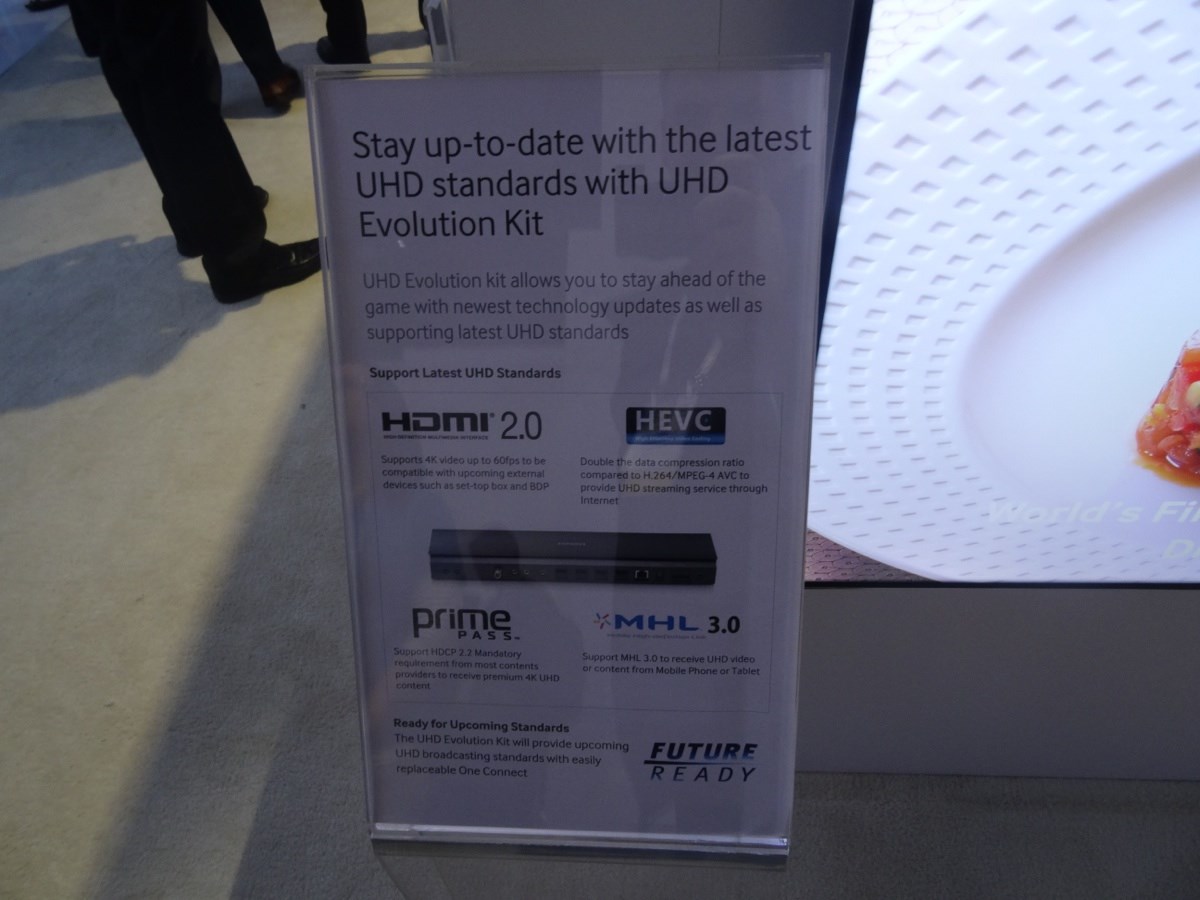 Stay up-to-date with the latest
UHD standards with UHD
Evolution Kit
UHD Evolution kit allows you to stay ahead of the
game with newest technology updates as well as
supporting latest UHD standards
Support Latest UHD Standards
HDMI 2.0
HIGH-DEFINITION MULTIMEDIA INTERFACE
Supports 4K video up to 60fps to be
compatible with upcoming external
devices such as set-top box and BDP
HEVC
Double the data compression ratio
compared to H.264/MPEG-4 AVC to
provide UHD streaming service through
Internet
prime
PASS™
Support HDCP 2.2 Mandatory
requirement from most contents
providers to receive premium 4K UHD
content
MHL 3.0
Support MHL 3.0 to receive UHD video
or content from Mobile Phone or Tablet
Ready for Upcoming Standards
The UHD Evolution Kit will provide upcoming
UHD broadcasting standards with easily
replaceable One Connect
FUTURE
READY
World's